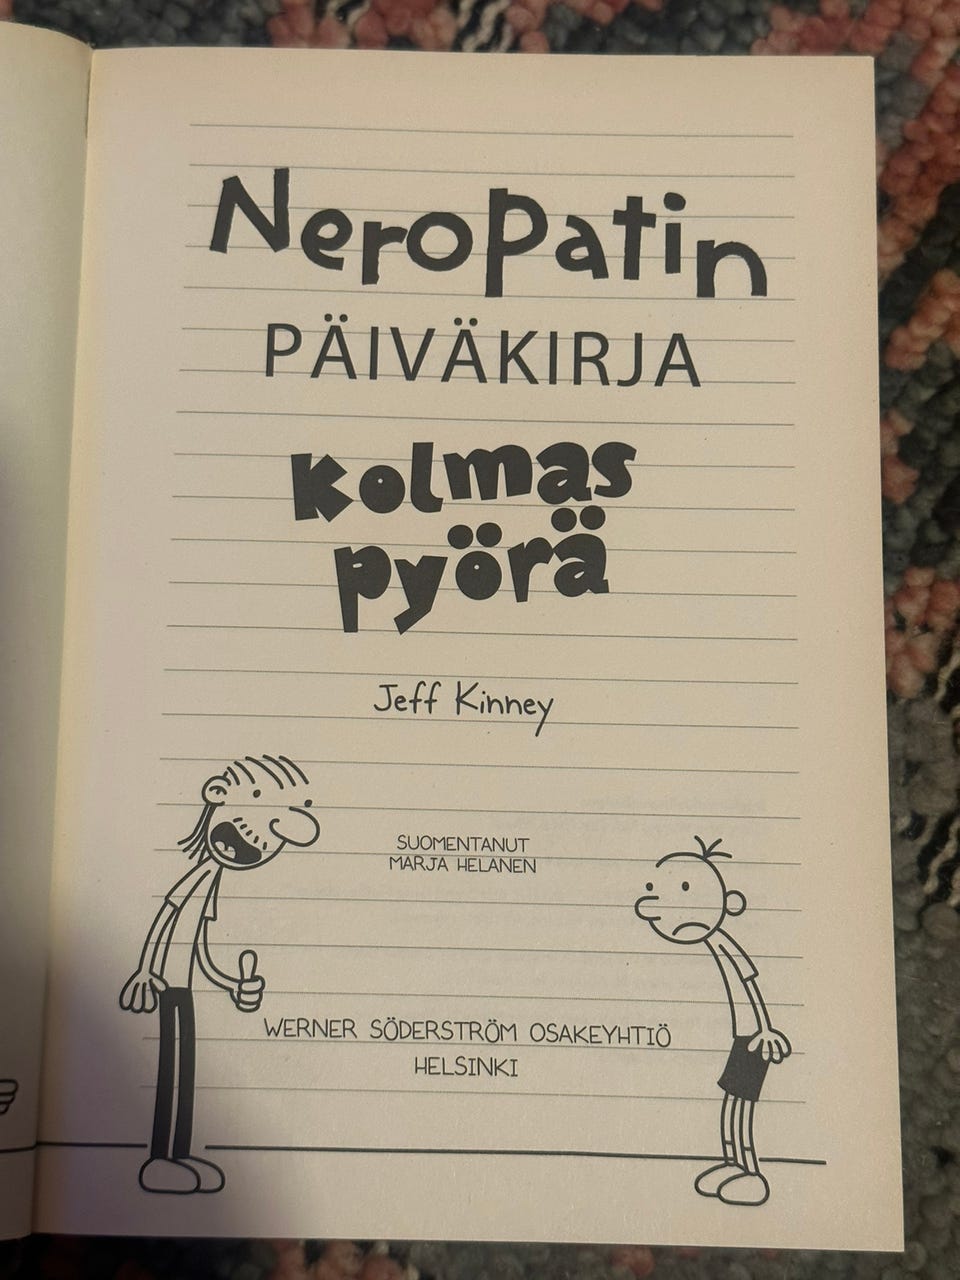 Neropatin
PÄIVÄKIRJA
Kolmas
pyörä
Jeff Kinney
SUOMENTANUT
MARJA HELANEN
WERNER SÖDERSTRÖM OSAKEYHTIÖ
HELSINKI